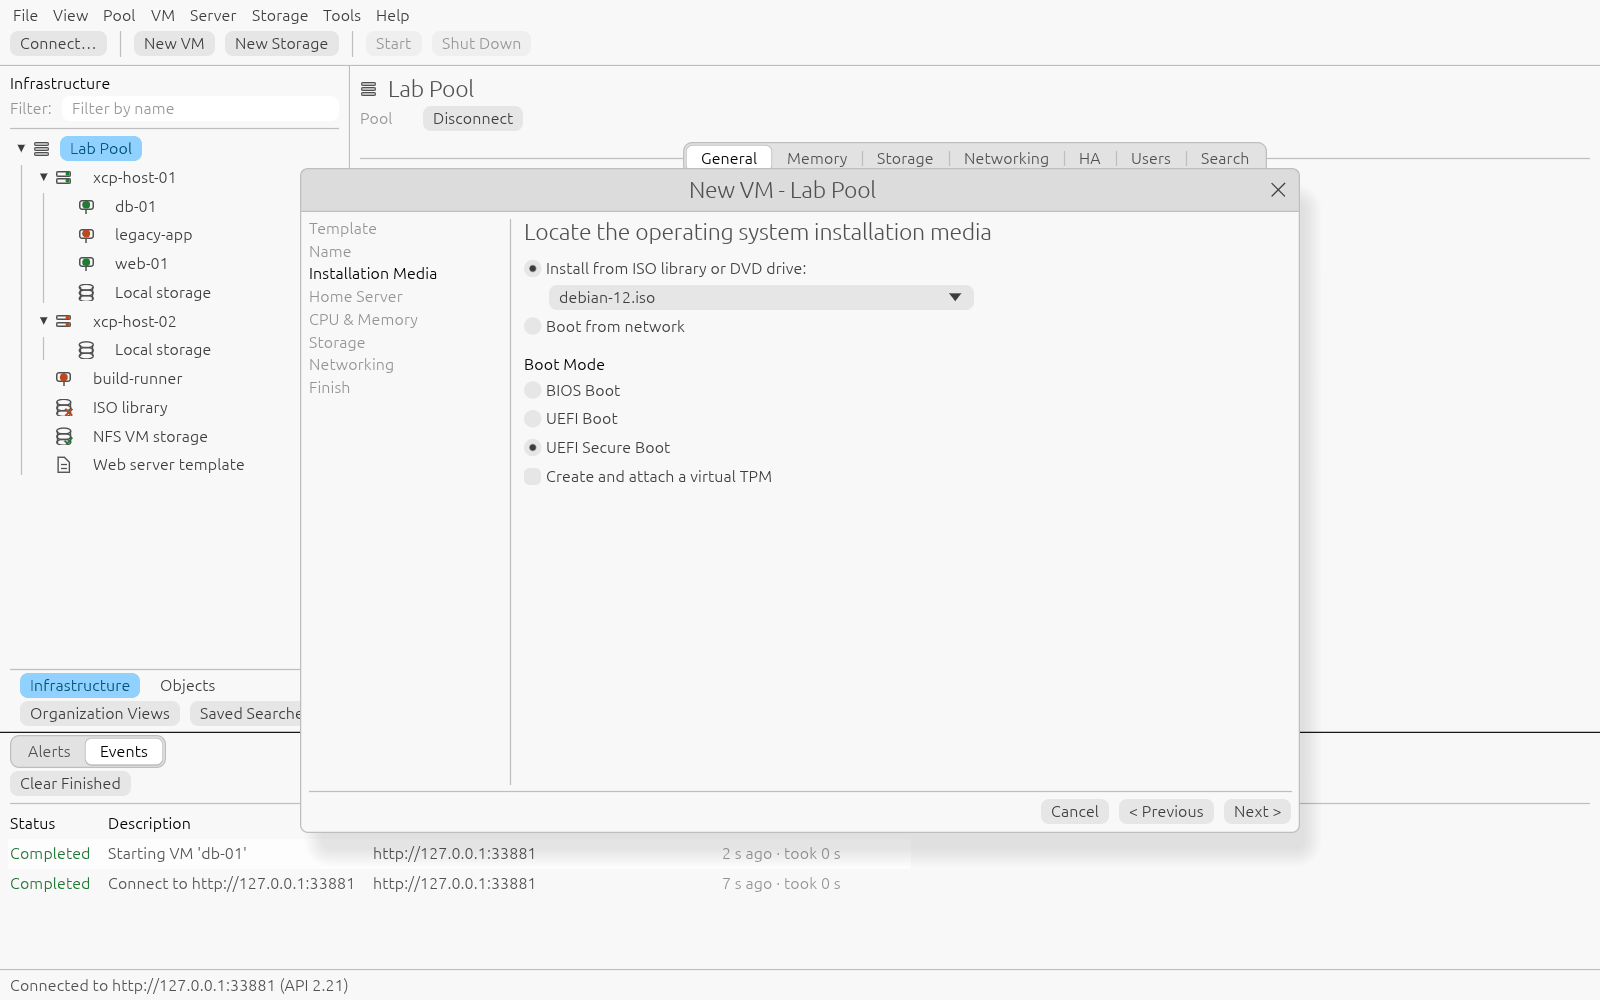 File View Pool VM Server Storage Tools Help
Connect... New VM New Storage Start Shut Down
Infrastructure
Filter: Filter by name
Lab Pool
xcp-host-01
db-01
legacy-app
web-01
Local storage
xcp-host-02
Local storage
build-runner
ISO library
NFS VM storage
Web server template
Infrastructure Objects
Organization Views Saved Searche
Lab Pool
Pool Disconnect
General Memory Storage Networking HA Users Search
New VM - Lab Pool
Template
Name
Installation Media
Home Server
CPU & Memory
Storage
Networking
Finish
Locate the operating system installation media
Install from ISO library or DVD drive:
debian-12.iso
Boot from network
Boot Mode
BIOS Boot
UEFI Boot
UEFI Secure Boot
Create and attach a virtual TPM
Cancel < Previous Next >
Alerts Events
Clear Finished
Status Description
Completed Starting VM 'db-01' http://127.0.0.1:33881 2 s ago · took 0 s
Completed Connect to http://127.0.0.1:33881 http://127.0.0.1:33881 7 s ago · took 0 s
Connected to http://127.0.0.1:33881 (API 2.21)